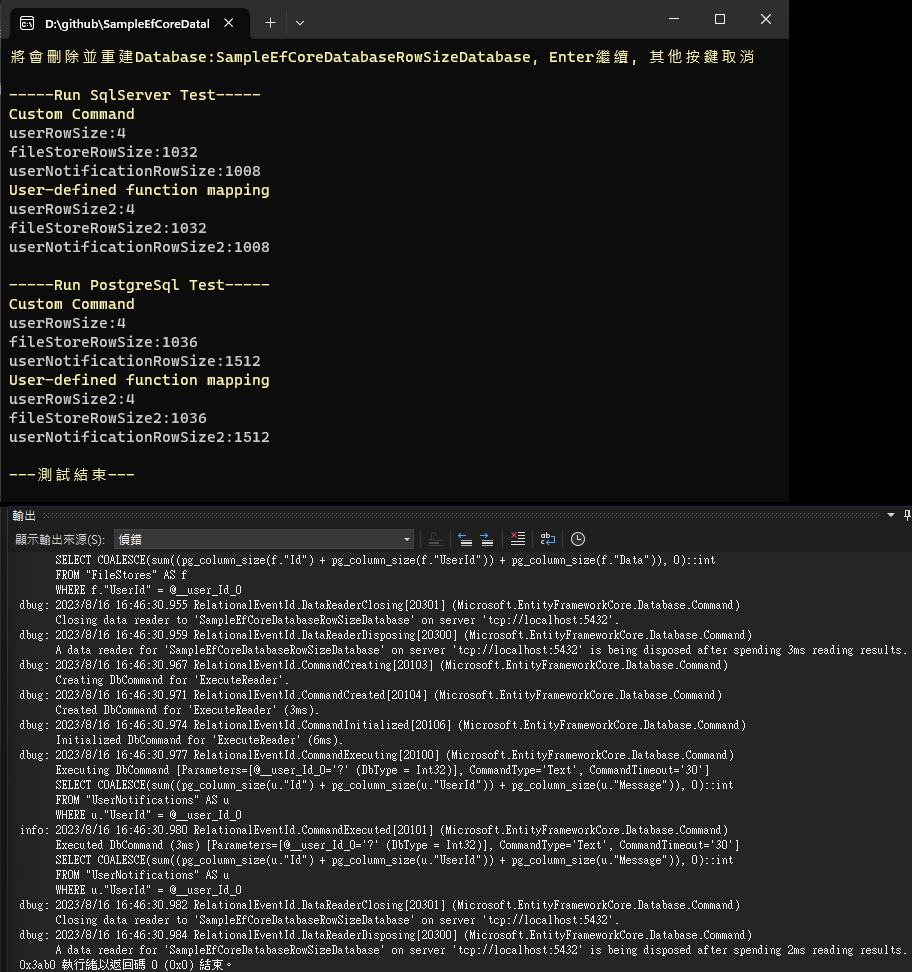 D:\github\SampleEfCoreDatal
將會刪除並重建Database:SampleEfCoreDatabaseRowSizeDatabase, Enter繼續, 其他按鍵取消
-----Run SqlServer Test-----
Custom Command
userRowSize:4
fileStoreRowSize:1032
userNotificationRowSize:1008
User-defined function mapping
userRowSize2:4
fileStoreRowSize2:1032
userNotificationRowSize2:1008
-----Run PostgreSql Test-----
Custom Command
userRowSize:4
fileStoreRowSize:1036
userNotificationRowSize:1512
User-defined function mapping
userRowSize2:4
fileStoreRowSize2:1036
userNotificationRowSize2:1512
---測試結束---
輸出
顯示輸出來源(S): 偵錯
SELECT COALESCE(sum((pg_column_size(f."Id") + pg_column_size(f."UserId")) + pg_column_size(f."Data")), 0)::int
FROM "FileStores" AS f
WHERE f."UserId" = @__user_Id_0
dbug: 2023/8/16 16:46:30.955 RelationalEventId.DataReaderClosing[20301] (Microsoft.EntityFrameworkCore.Database.Command)
Closing data reader to 'SampleEfCoreDatabaseRowSizeDatabase' on server 'tcp://localhost:5432'.
dbug: 2023/8/16 16:46:30.959 RelationalEventId.DataReaderDisposing[20300] (Microsoft.EntityFrameworkCore.Database.Command)
A data reader for 'SampleEfCoreDatabaseRowSizeDatabase' on server 'tcp://localhost:5432' is being disposed after spending 3ms reading results.
dbug: 2023/8/16 16:46:30.967 RelationalEventId.CommandCreating[20103] (Microsoft.EntityFrameworkCore.Database.Command)
Creating DbCommand for 'ExecuteReader'.
dbug: 2023/8/16 16:46:30.971 RelationalEventId.CommandCreated[20104] (Microsoft.EntityFrameworkCore.Database.Command)
Created DbCommand for 'ExecuteReader' (3ms).
dbug: 2023/8/16 16:46:30.974 RelationalEventId.CommandInitialized[20106] (Microsoft.EntityFrameworkCore.Database.Command)
Initialized DbCommand for 'ExecuteReader' (6ms).
dbug: 2023/8/16 16:46:30.977 RelationalEventId.CommandExecuting[20100] (Microsoft.EntityFrameworkCore.Database.Command)
Executing DbCommand [Parameters=[@__user_Id_0='?' (DbType = Int32)], CommandType='Text', CommandTimeout='30']
SELECT COALESCE(sum((pg_column_size(u."Id") + pg_column_size(u."UserId")) + pg_column_size(u."Message")), 0)::int
FROM "UserNotifications" AS u
WHERE u."UserId" = @__user_Id_0
info: 2023/8/16 16:46:30.980 RelationalEventId.CommandExecuted[20101] (Microsoft.EntityFrameworkCore.Database.Command)
Executed DbCommand (3ms) [Parameters=[@__user_Id_0='?' (DbType = Int32)], CommandType='Text', CommandTimeout='30']
SELECT COALESCE(sum((pg_column_size(u."Id") + pg_column_size(u."UserId")) + pg_column_size(u."Message")), 0)::int
FROM "UserNotifications" AS u
WHERE u."UserId" = @__user_Id_0
dbug: 2023/8/16 16:46:30.982 RelationalEventId.DataReaderClosing[20301] (Microsoft.EntityFrameworkCore.Database.Command)
Closing data reader to 'SampleEfCoreDatabaseRowSizeDatabase' on server 'tcp://localhost:5432'.
dbug: 2023/8/16 16:46:30.984 RelationalEventId.DataReaderDisposing[20300] (Microsoft.EntityFrameworkCore.Database.Command)
A data reader for 'SampleEfCoreDatabaseRowSizeDatabase' on server 'tcp://localhost:5432' is being disposed after spending 2ms reading results.
0x3ab0 執行緒以返回碼 0 (0x0) 結束。